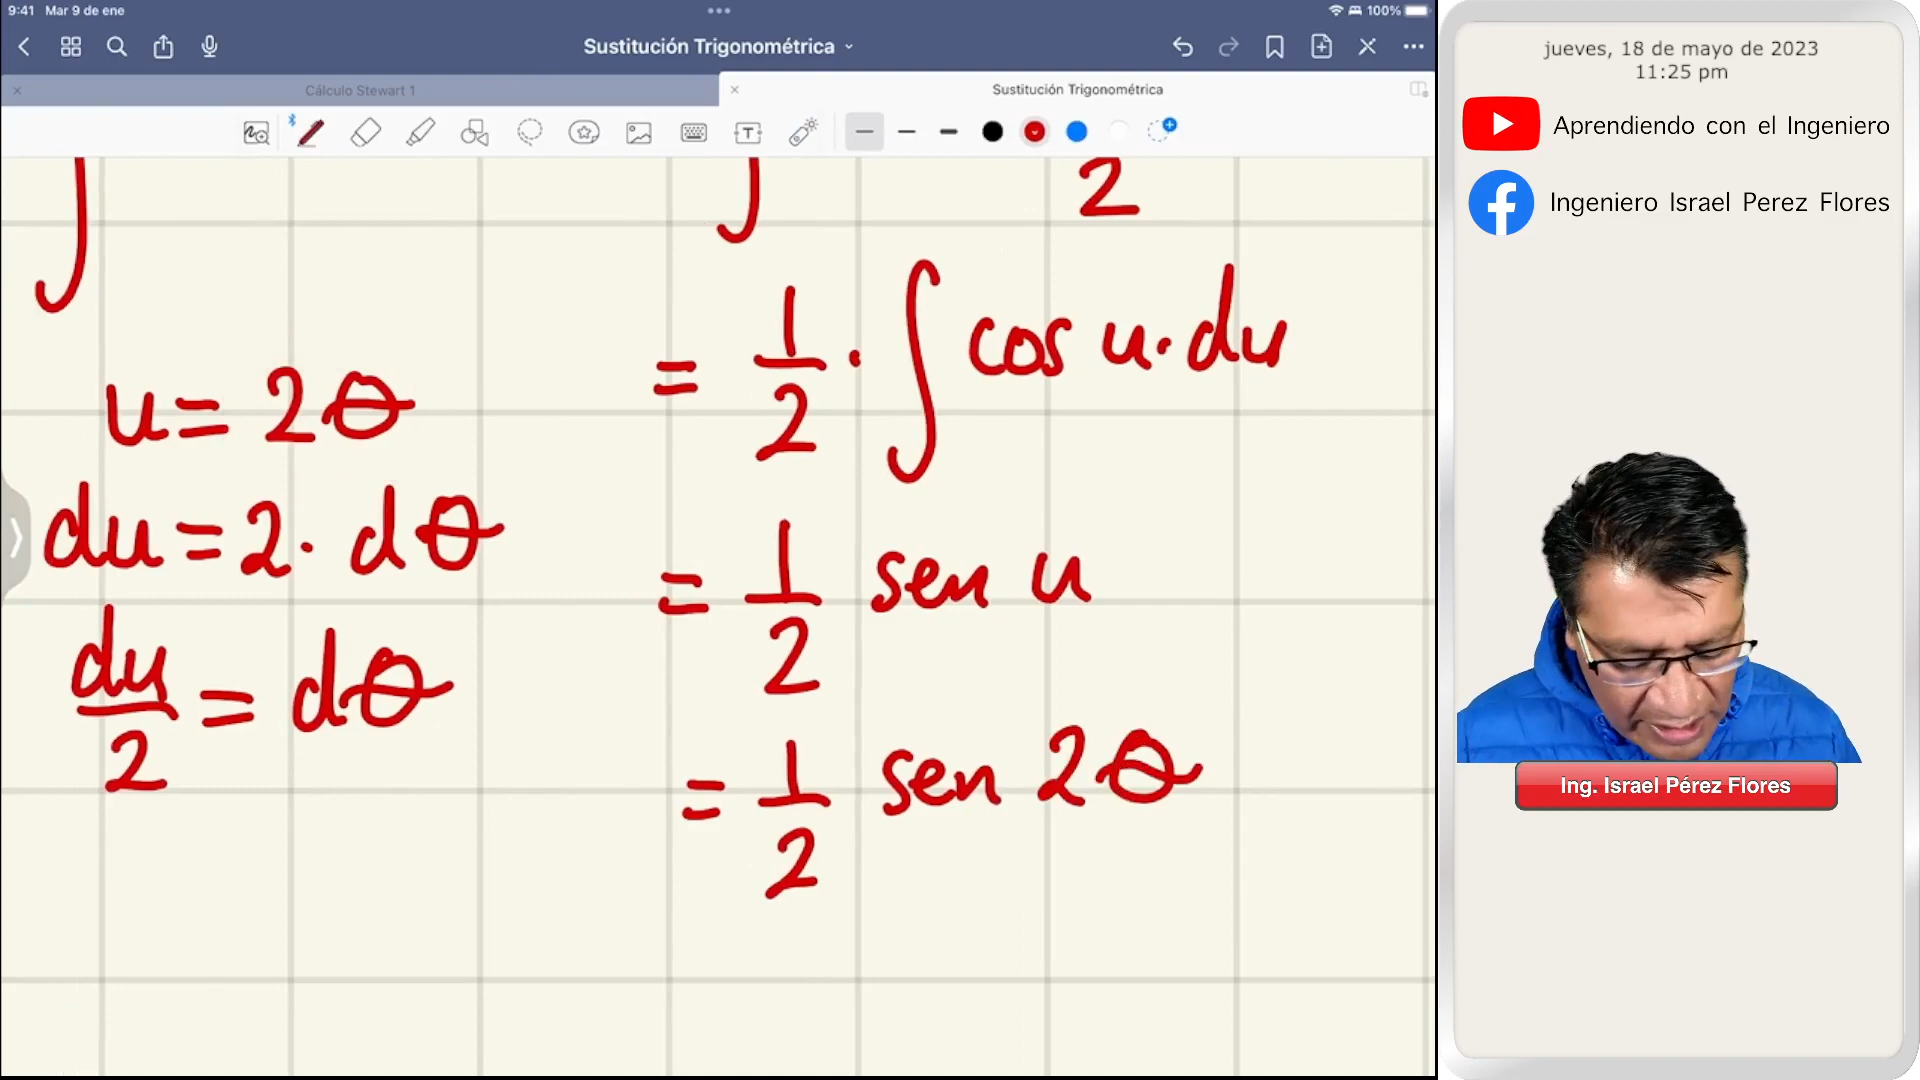 9:41 Mar 9 de ene
100%
Sustitución Trigonométrica
Cálculo Stewart 1
Sustitución Trigonométrica
∫
∫ 2
u = 2θ
du = 2 · dθ
du/2 = dθ
= 1/2 · ∫ cos u · du
= 1/2 sen u
= 1/2 sen 2θ
jueves, 18 de mayo de 2023
11:25 pm
Aprendiendo con el Ingeniero
Ingeniero Israel Perez Flores
Ing. Israel Pérez Flores